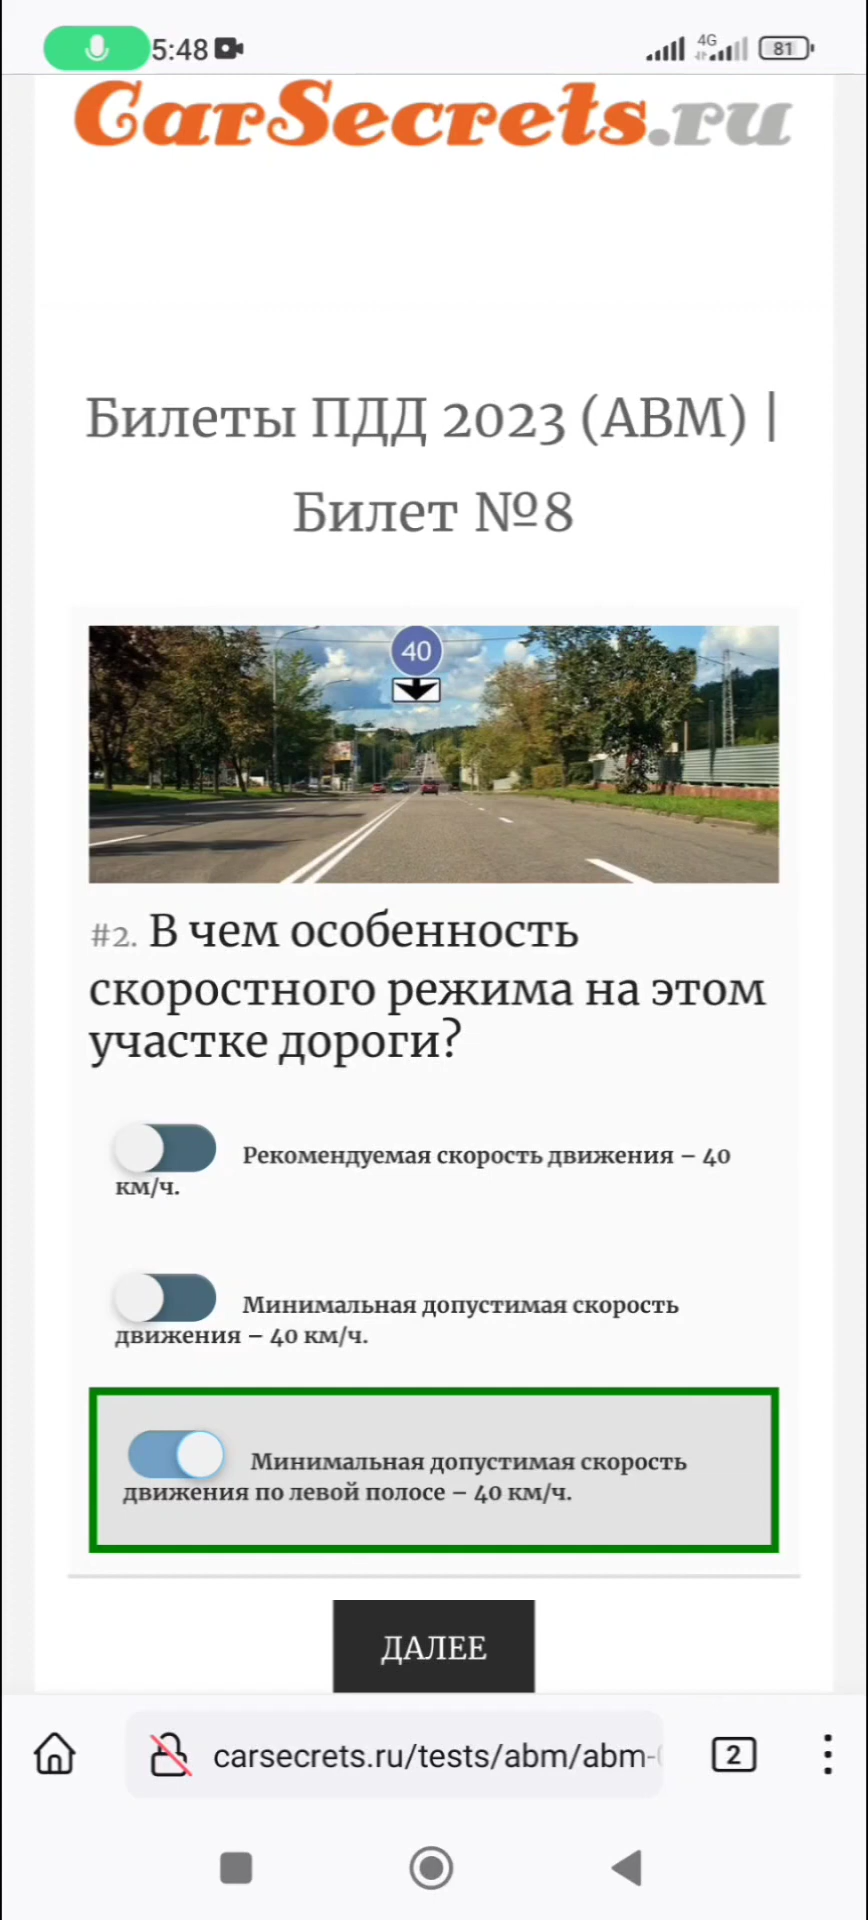 5:48
4G
81
CarSecrets.ru
Билеты ПДД 2023 (АВМ) |
Билет №8
40
#2. В чем особенность
скоростного режима на этом
участке дороги?
Рекомендуемая скорость движения – 40
км/ч.
Минимальная допустимая скорость
движения – 40 км/ч.
Минимальная допустимая скорость
движения по левой полосе – 40 км/ч.
ДАЛЕЕ
carsecrets.ru/tests/abm/abm-
2